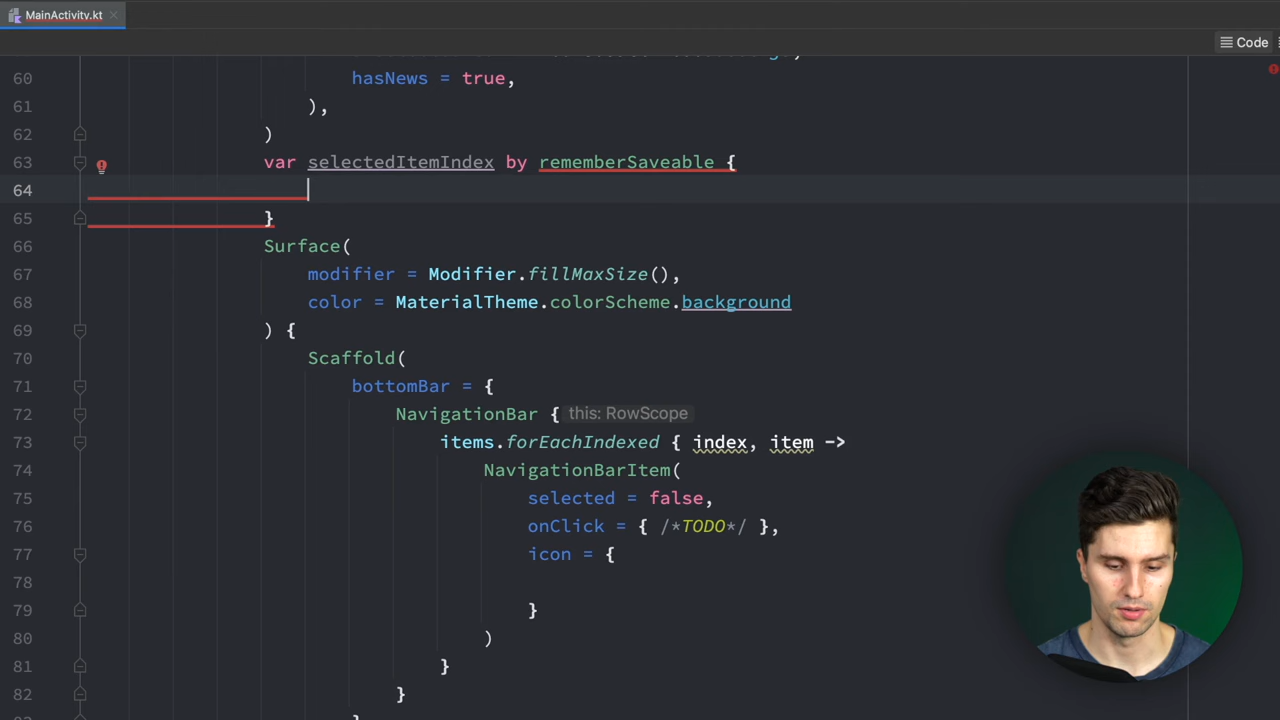 MainActivity.kt
Code
60 hasNews = true,
61 ),
62 )
63 var selectedItemIndex by rememberSaveable {
64
65 }
66 Surface(
67 modifier = Modifier.fillMaxSize(),
68 color = MaterialTheme.colorScheme.background
69 ) {
70 Scaffold(
71 bottomBar = {
72 NavigationBar { this: RowScope
73 items.forEachIndexed { index, item ->
74 NavigationBarItem(
75 selected = false,
76 onClick = { /*TODO*/ },
77 icon = {
78
79 }
80 )
81 }
82 }